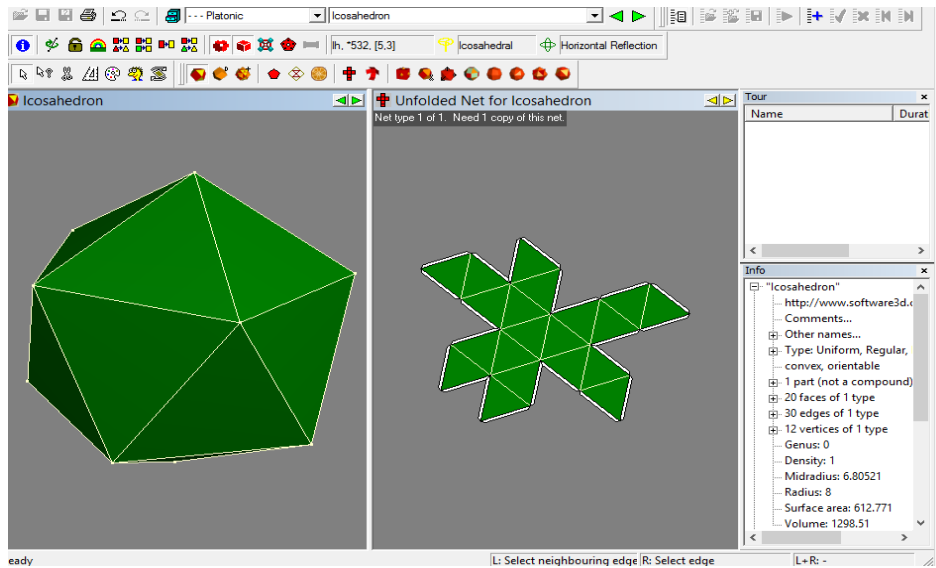 - - - Platonic
Icosahedron
Ih, *532, [5,3]
Icosahedral
Horizontal Reflection
Icosahedron
Unfolded Net for Icosahedron
Net type 1 of 1. Need 1 copy of this net.
Tour
Name Durat
Info
"Icosahedron"
http://www.software3d.c
Comments...
Other names...
Type: Uniform, Regular,
convex, orientable
1 part (not a compound)
20 faces of 1 type
30 edges of 1 type
12 vertices of 1 type
Genus: 0
Density: 1
Midradius: 6.80521
Radius: 8
Surface area: 612.771
Volume: 1298.51
eady
L: Select neighbouring edge
R: Select edge
L+R: -